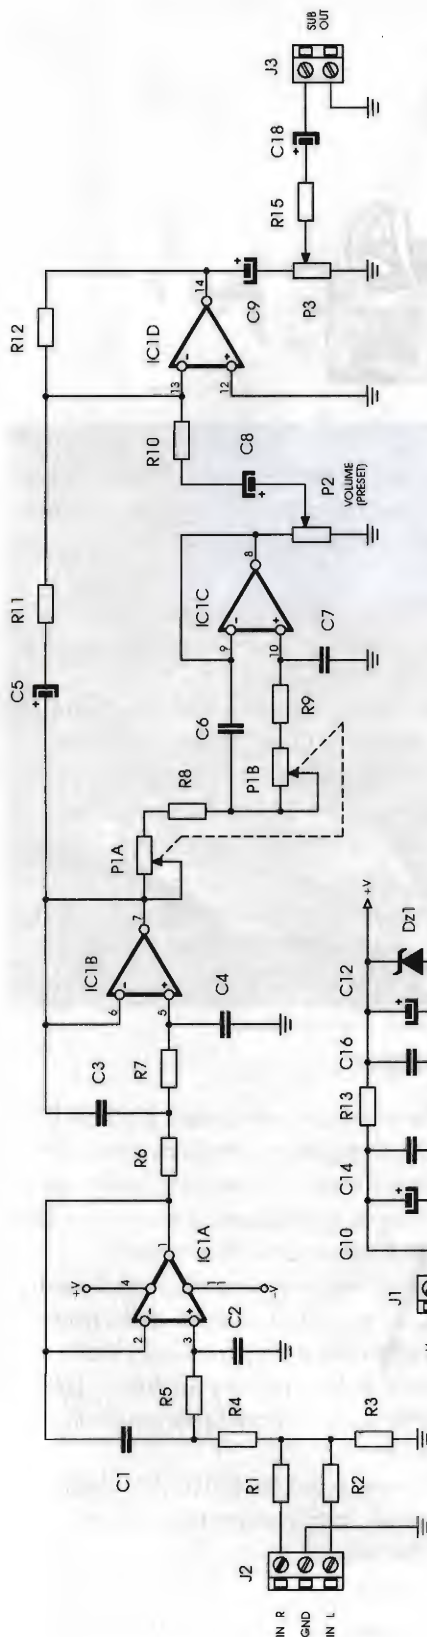 J2
IN R
GND
IN L
R1
R2
R3
R4
C1
R5
C2
+V
4
2
-
3
+
1
11
-V
IC1A
R6
C3
R7
C4
IC1B
6
-
5
+
7
P1A
R8
C5
+
R11
R12
C6
P1B
R9
C7
IC1C
9
-
10
+
8
P2
VOLUME
(PRESET)
C8
+
R10
IC1D
13
-
12
+
14
C9
+
P3
R15
C18
+
J3
SUB
OUT
J1
C10
C14
R13
C16
C12
Dz1
+V